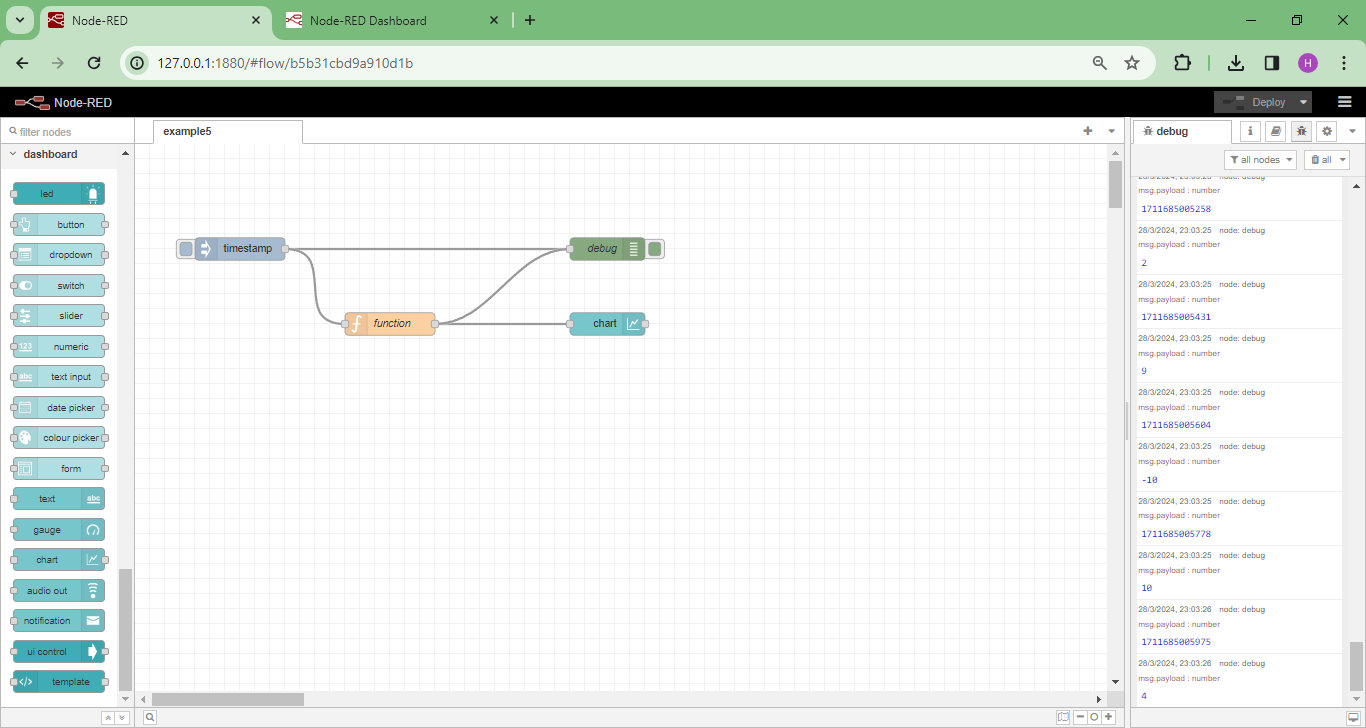 Node-RED
Node-RED Dashboard
127.0.0.1:1880/#flow/b5b31cbd9a910d1b
H
Node-RED
Deploy
filter nodes
example5
debug
dashboard
all nodes
all
led
button
dropdown
switch
slider
123 numeric
abc text input
date picker
colour picker
form
text abc
gauge
chart
audio out
notification
ui control
template
timestamp
debug
function
chart
28/3/2024, 23:03:25 node: debug
msg.payload : number
1711685005258
28/3/2024, 23:03:25 node: debug
msg.payload : number
2
28/3/2024, 23:03:25 node: debug
msg.payload : number
1711685005431
28/3/2024, 23:03:25 node: debug
msg.payload : number
9
28/3/2024, 23:03:25 node: debug
msg.payload : number
1711685005604
28/3/2024, 23:03:25 node: debug
msg.payload : number
-10
28/3/2024, 23:03:25 node: debug
msg.payload : number
1711685005778
28/3/2024, 23:03:25 node: debug
msg.payload : number
10
28/3/2024, 23:03:26 node: debug
msg.payload : number
1711685005975
28/3/2024, 23:03:26 node: debug
msg.payload : number
4